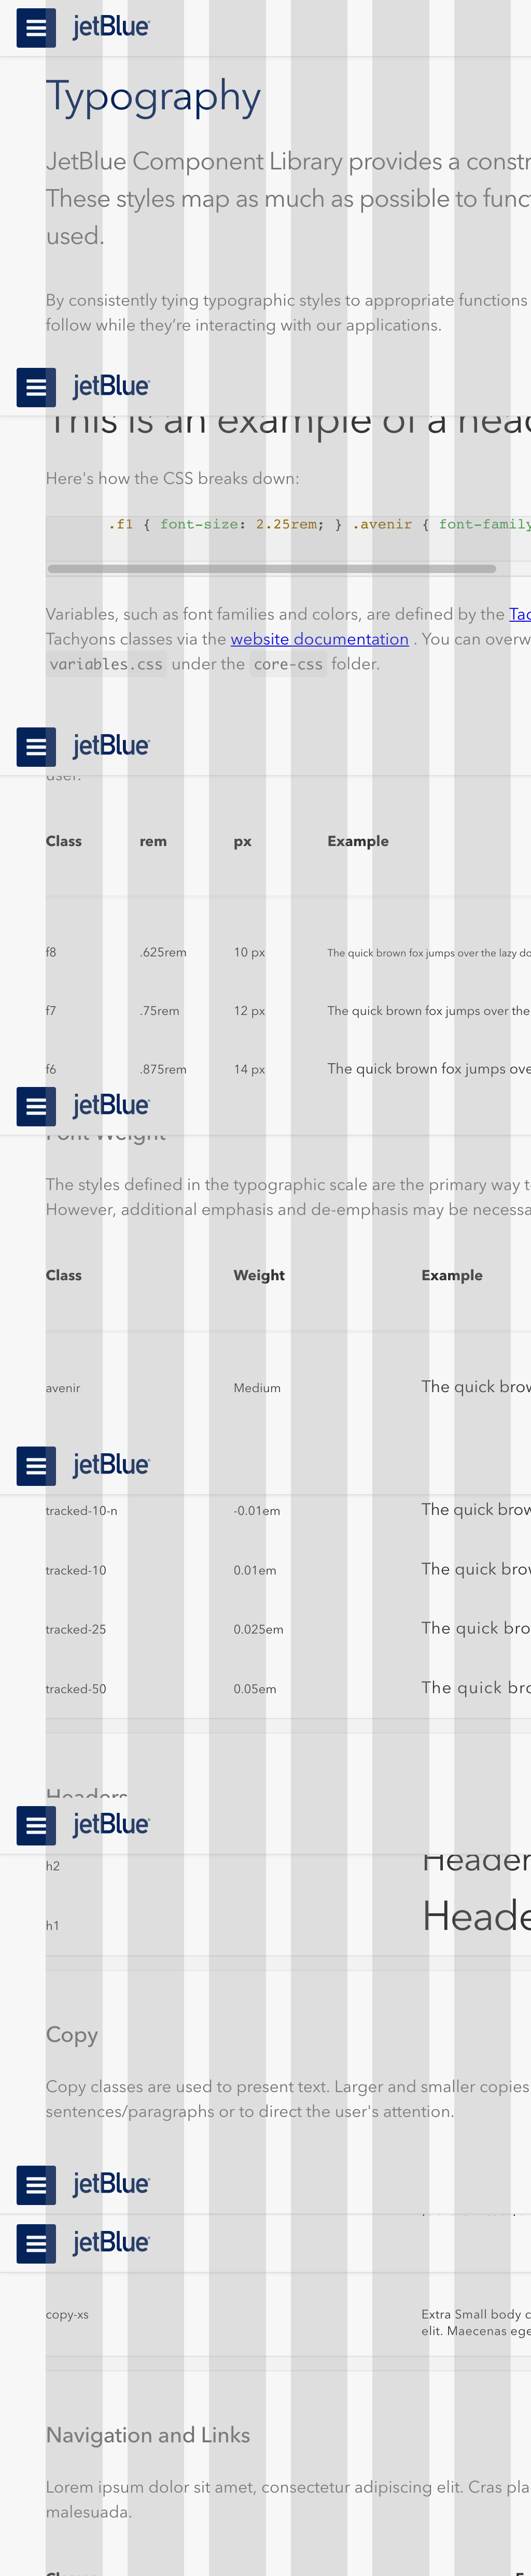 jetBlue
Typography
JetBlue Component Library provides a constr
These styles map as much as possible to funct
used.
By consistently tying typographic styles to appropriate functions
follow while they're interacting with our applications.
jetBlue
This is an example of a head
Here's how the CSS breaks down:
.f1 { font-size: 2.25rem; } .avenir { font-family
Variables, such as font families and colors, are defined by the Tac
Tachyons classes via the website documentation . You can overw
variables.css under the core-css folder.
jetBlue
user.
Class rem px Example
f8 .625rem 10 px The quick brown fox jumps over the lazy do
f7 .75rem 12 px The quick brown fox jumps over the
f6 .875rem 14 px The quick brown fox jumps ove
jetBlue
Font Weight
The styles defined in the typographic scale are the primary way t
However, additional emphasis and de-emphasis may be necessa
Class Weight Example
avenir Medium The quick brow
jetBlue
tracked-10-n -0.01em The quick brow
tracked-10 0.01em The quick brow
tracked-25 0.025em The quick bro
tracked-50 0.05em The quick bro
Headers
jetBlue
h2 Header
h1 Heade
Copy
Copy classes are used to present text. Larger and smaller copies
sentences/paragraphs or to direct the user's attention.
jetBlue
jetBlue
copy-xs Extra Small body c
elit. Maecenas ege
Navigation and Links
Lorem ipsum dolor sit amet, consectetur adipiscing elit. Cras pla
malesuada.